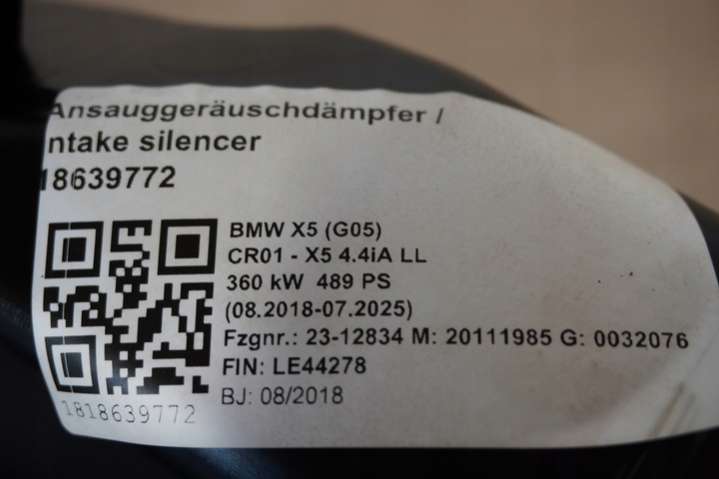 Ansauggeräuschdämpfer /
ntake silencer
18639772
BMW X5 (G05)
CR01 - X5 4.4iA LL
360 kW 489 PS
(08.2018-07.2025)
Fzgnr.: 23-12834 M: 20111985 G: 0032076
FIN: LE44278
BJ: 08/2018
1818639772